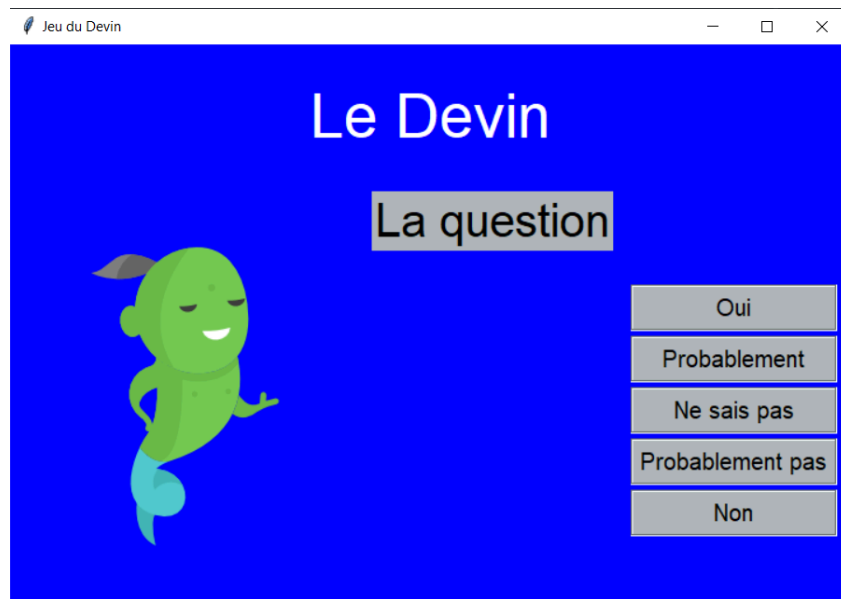 Jeu du Devin
Le Devin
La question
Oui
Probablement
Ne sais pas
Probablement pas
Non